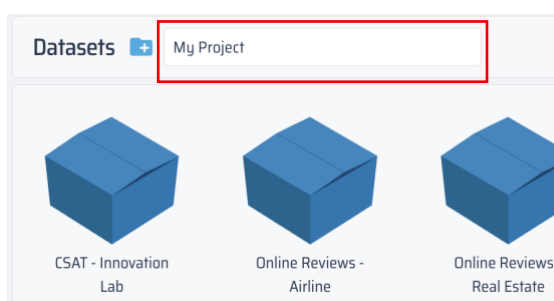 Datasets
My Project
CSAT - Innovation
Lab
Online Reviews -
Airline
Online Reviews
Real Estate